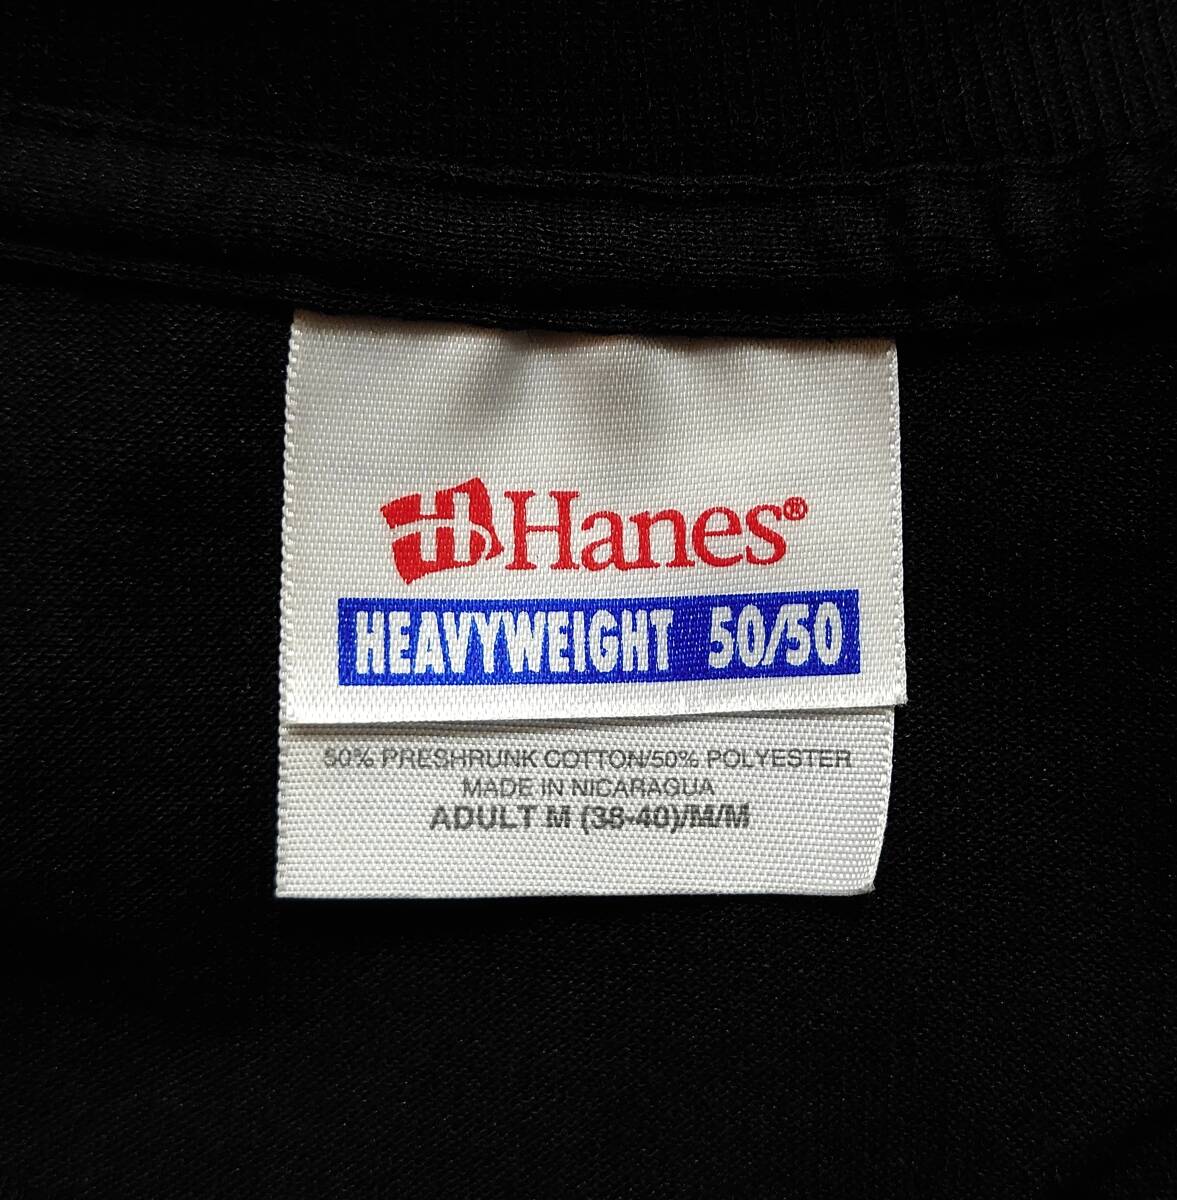 Hanes®
HEAVYWEIGHT 50/50
50% PRESHRUNK COTTON/50% POLYESTER
MADE IN NICARAGUA
ADULT M (38-40)/M/M